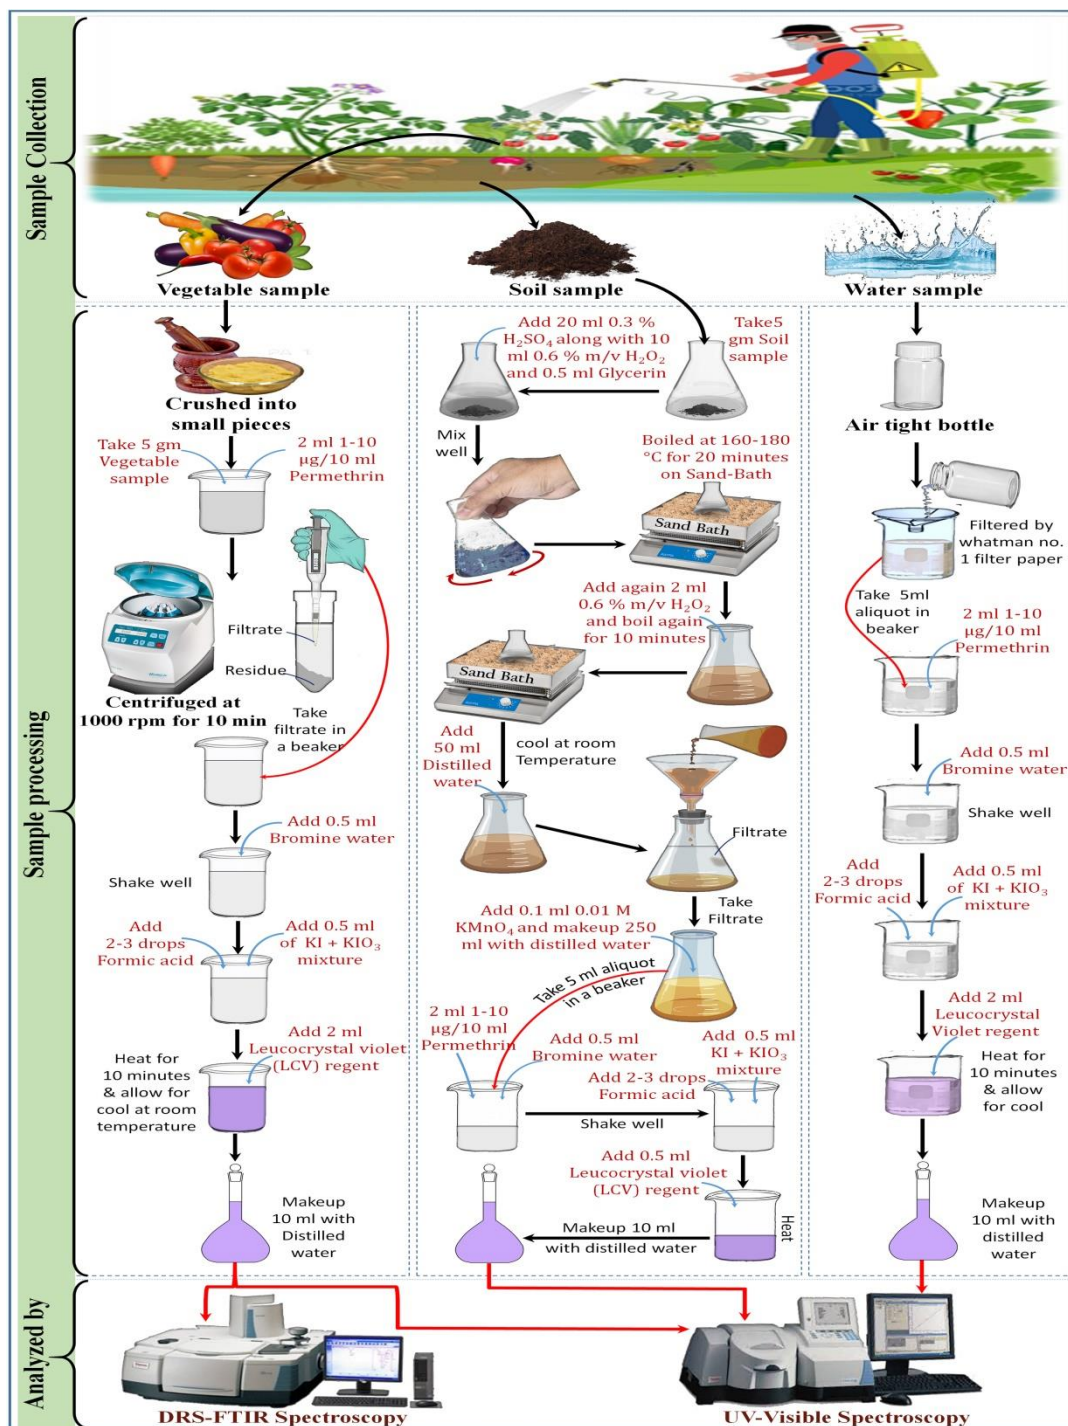 Sample Collection
Vegetable sample
Soil sample
Water sample
Sample processing
Crushed into
small pieces
Take 5 gm
Vegetable
sample
2 ml 1-10
µg/10 ml
Permethrin
Filtrate
Residue
Centrifuged at
1000 rpm for 10 min
Take
filtrate in
a beaker
Add 0.5 ml
Bromine water
Shake well
Add
2-3 drops
Formic acid
Add 0.5 ml
of KI + KIO₃
mixture
Add 2 ml
Leucocrystal violet
(LCV) regent
Heat for
10 minutes
& allow for
cool at room
temperature
Makeup
10 ml with
Distilled
water
Add 20 ml 0.3 %
H₂SO₄ along with 10
ml 0.6 % m/v H₂O₂
and 0.5 ml Glycerin
Take5
gm Soil
sample
Mix
well
Boiled at 160-180
°C for 20 minutes
on Sand-Bath
Sand Bath
Add again 2 ml
0.6 % m/v H₂O₂
and boil again
for 10 minutes
Sand Bath
Add
50 ml
Distilled
water
cool at room
Temperature
Filtrate
Take
Filtrate
Add 0.1 ml 0.01 M
KMnO₄ and makeup 250
ml with distilled water
Take 5 ml aliquot
in a beaker
2 ml 1-10
µg/10 ml
Permethrin
Add 0.5 ml
Bromine water
Shake well
Add 0.5 ml
KI + KIO₃
mixture
Add 2-3 drops
Formic acid
Add 0.5 ml
Leucocrystal violet
(LCV) regent
Heat
Makeup 10 ml
with distilled water
Air tight bottle
Filtered by
whatman no.
1 filter paper
Take 5ml
aliquot in
beaker
2 ml 1-10
µg/10 ml
Permethrin
Add 0.5 ml
Bromine water
Shake well
Add
2-3 drops
Formic acid
Add 0.5 ml
of KI + KIO₃
mixture
Add 2 ml
Leucocrystal
Violet regent
Heat for
10 minutes
& allow
for cool
Makeup
10 ml with
distilled
water
Analyzed by
DRS-FTIR Spectroscopy
UV-Visible Spectroscopy